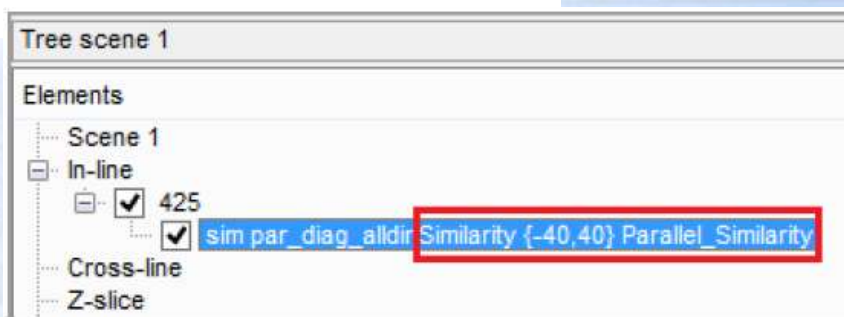 Tree scene 1
Elements
Scene 1
In-line
425
sim par_diag_alldir Similarity {-40,40} Parallel_Similarity
Cross-line
Z-slice